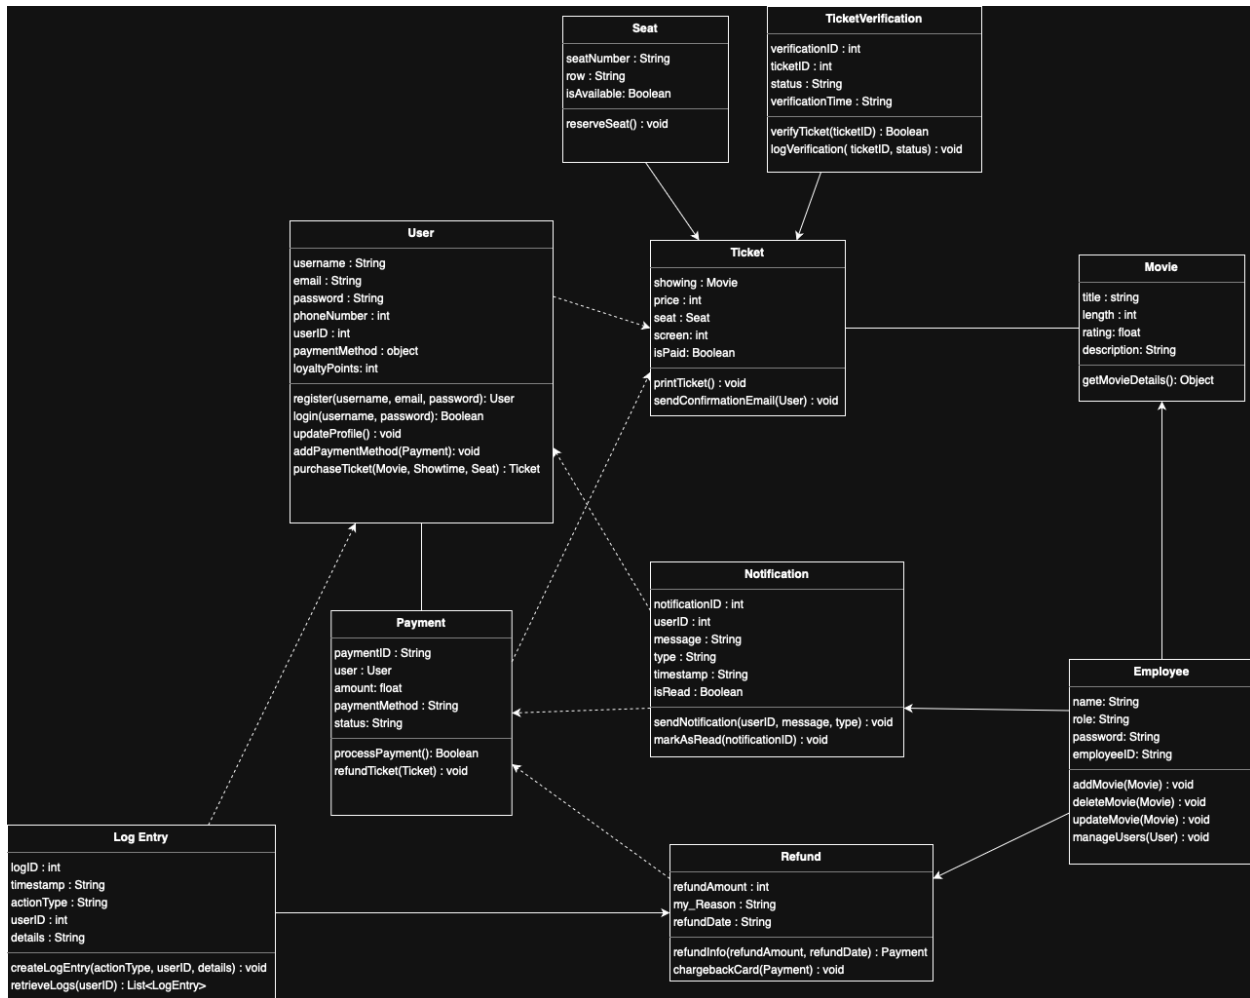 Seat
seatNumber : String
row : String
isAvailable: Boolean
reserveSeat() : void
TicketVerification
verificationID : int
ticketID : int
status : String
verificationTime : String
verifyTicket(ticketID) : Boolean
logVerification( ticketID, status) : void
User
username : String
email : String
password : String
phoneNumber : int
userID : int
paymentMethod : object
loyaltyPoints: int
register(username, email, password): User
login(username, password): Boolean
updateProfile() : void
addPaymentMethod(Payment): void
purchaseTicket(Movie, Showtime, Seat) : Ticket
Ticket
showing : Movie
price : int
seat : Seat
screen: int
isPaid: Boolean
printTicket() : void
sendConfirmationEmail(User) : void
Movie
title : string
length : int
rating: float
description: String
getMovieDetails(): Object
Notification
notificationID : int
userID : int
message : String
type : String
timestamp : String
isRead : Boolean
sendNotification(userID, message, type) : void
markAsRead(notificationID) : void
Payment
paymentID : String
user : User
amount: float
paymentMethod : String
status: String
processPayment(): Boolean
refundTicket(Ticket) : void
Employee
name: String
role: String
password: String
employeeID: String
addMovie(Movie) : void
deleteMovie(Movie) : void
updateMovie(Movie) : void
manageUsers(User) : void
Log Entry
logID : int
timestamp : String
actionType : String
userID : int
details : String
createLogEntry(actionType, userID, details) : void
retrieveLogs(userID) : List<LogEntry>
Refund
refundAmount : int
my_Reason : String
refundDate : String
refundInfo(refundAmount, refundDate) : Payment
chargebackCard(Payment) : void